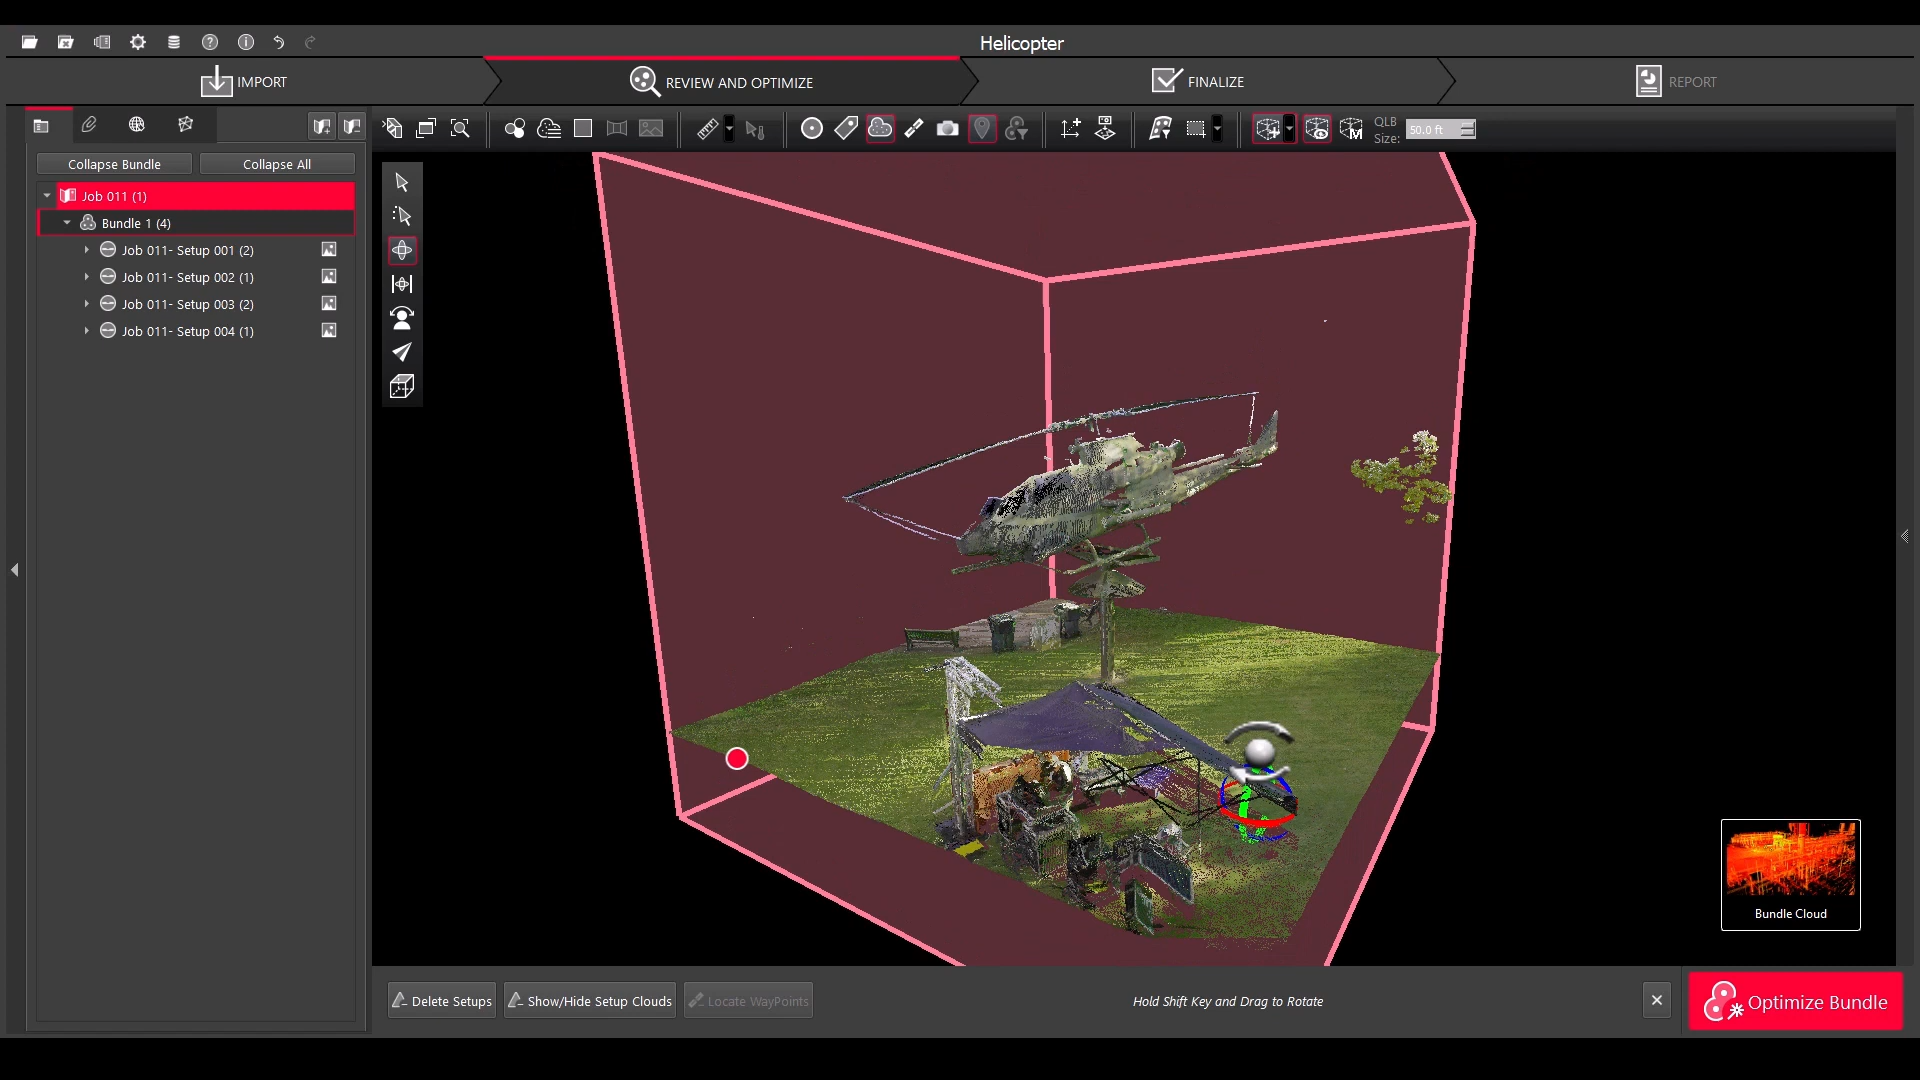 Helicopter
IMPORT
REVIEW AND OPTIMIZE
FINALIZE
REPORT
QLB
Size:
50.0 ft
M
Collapse Bundle
Collapse All
Job 011 (1)
Bundle 1 (4)
Job 011- Setup 001 (2)
Job 011- Setup 002 (1)
Job 011- Setup 003 (2)
Job 011- Setup 004 (1)
Bundle Cloud
Delete Setups
Show/Hide Setup Clouds
Locate WayPoints
Hold Shift Key and Drag to Rotate
Optimize Bundle